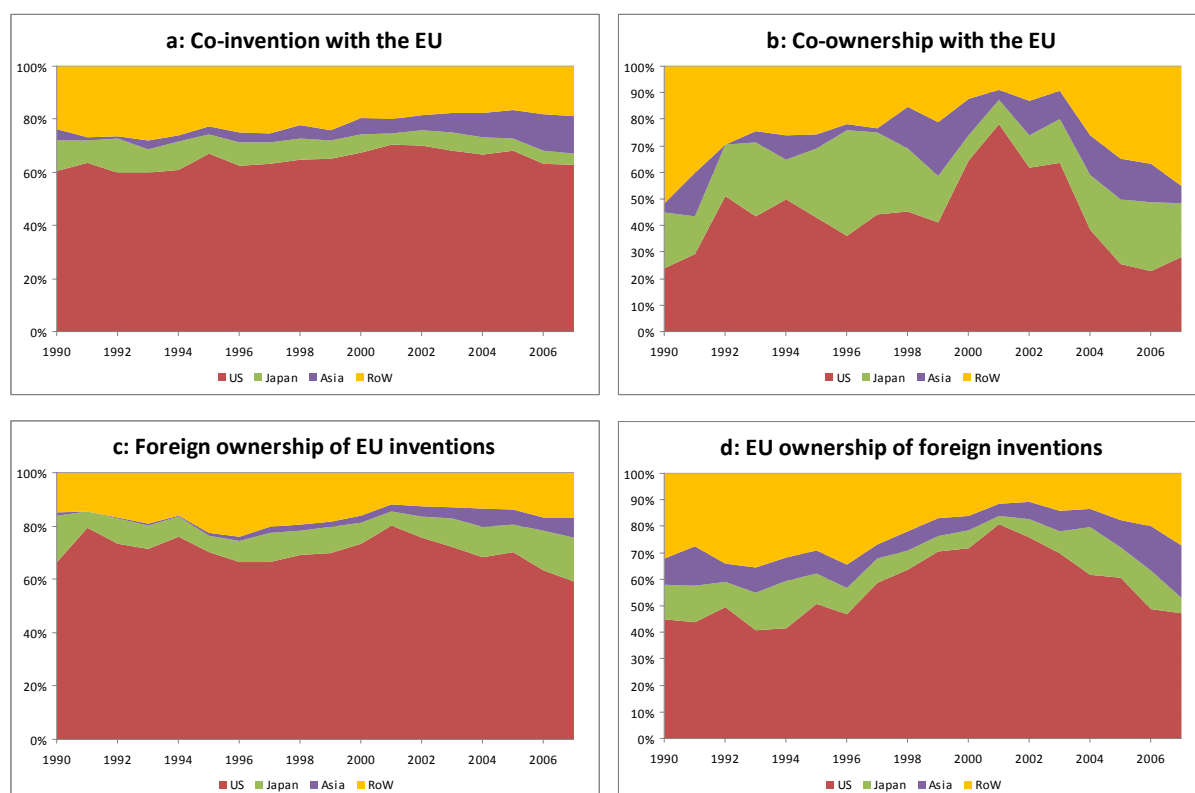 a: Co-invention with the EU
100%
80%
60%
40%
20%
0%
1990 1992 1994 1996 1998 2000 2002 2004 2006
US Japan Asia RoW
b: Co-ownership with the EU
100%
90%
80%
70%
60%
50%
40%
30%
20%
10%
0%
1990 1992 1994 1996 1998 2000 2002 2004 2006
US Japan Asia RoW
c: Foreign ownership of EU inventions
100%
80%
60%
40%
20%
0%
1990 1992 1994 1996 1998 2000 2002 2004 2006
US Japan Asia RoW
d: EU ownership of foreign inventions
100%
90%
80%
70%
60%
50%
40%
30%
20%
10%
0%
1990 1992 1994 1996 1998 2000 2002 2004 2006
US Japan Asia RoW